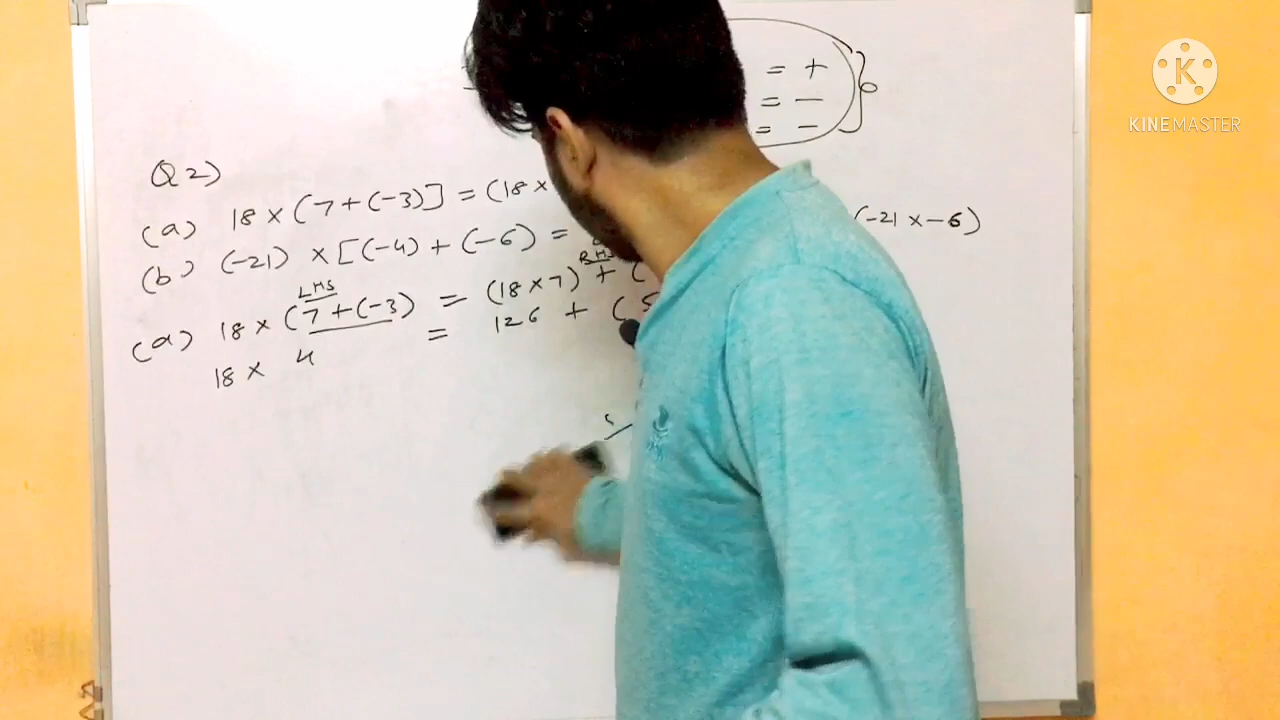 = +
= -
= -
K
KINEMASTER
Q2)
(a) 18 × (7+(-3)] = (18 ×
(b) (-21) × [(-4) + (-6) = (-21 × -6)
LHS RHS
(a) 18 × (7+(-3) = (18 × 7) + (
18 × 4 = 126 + (5